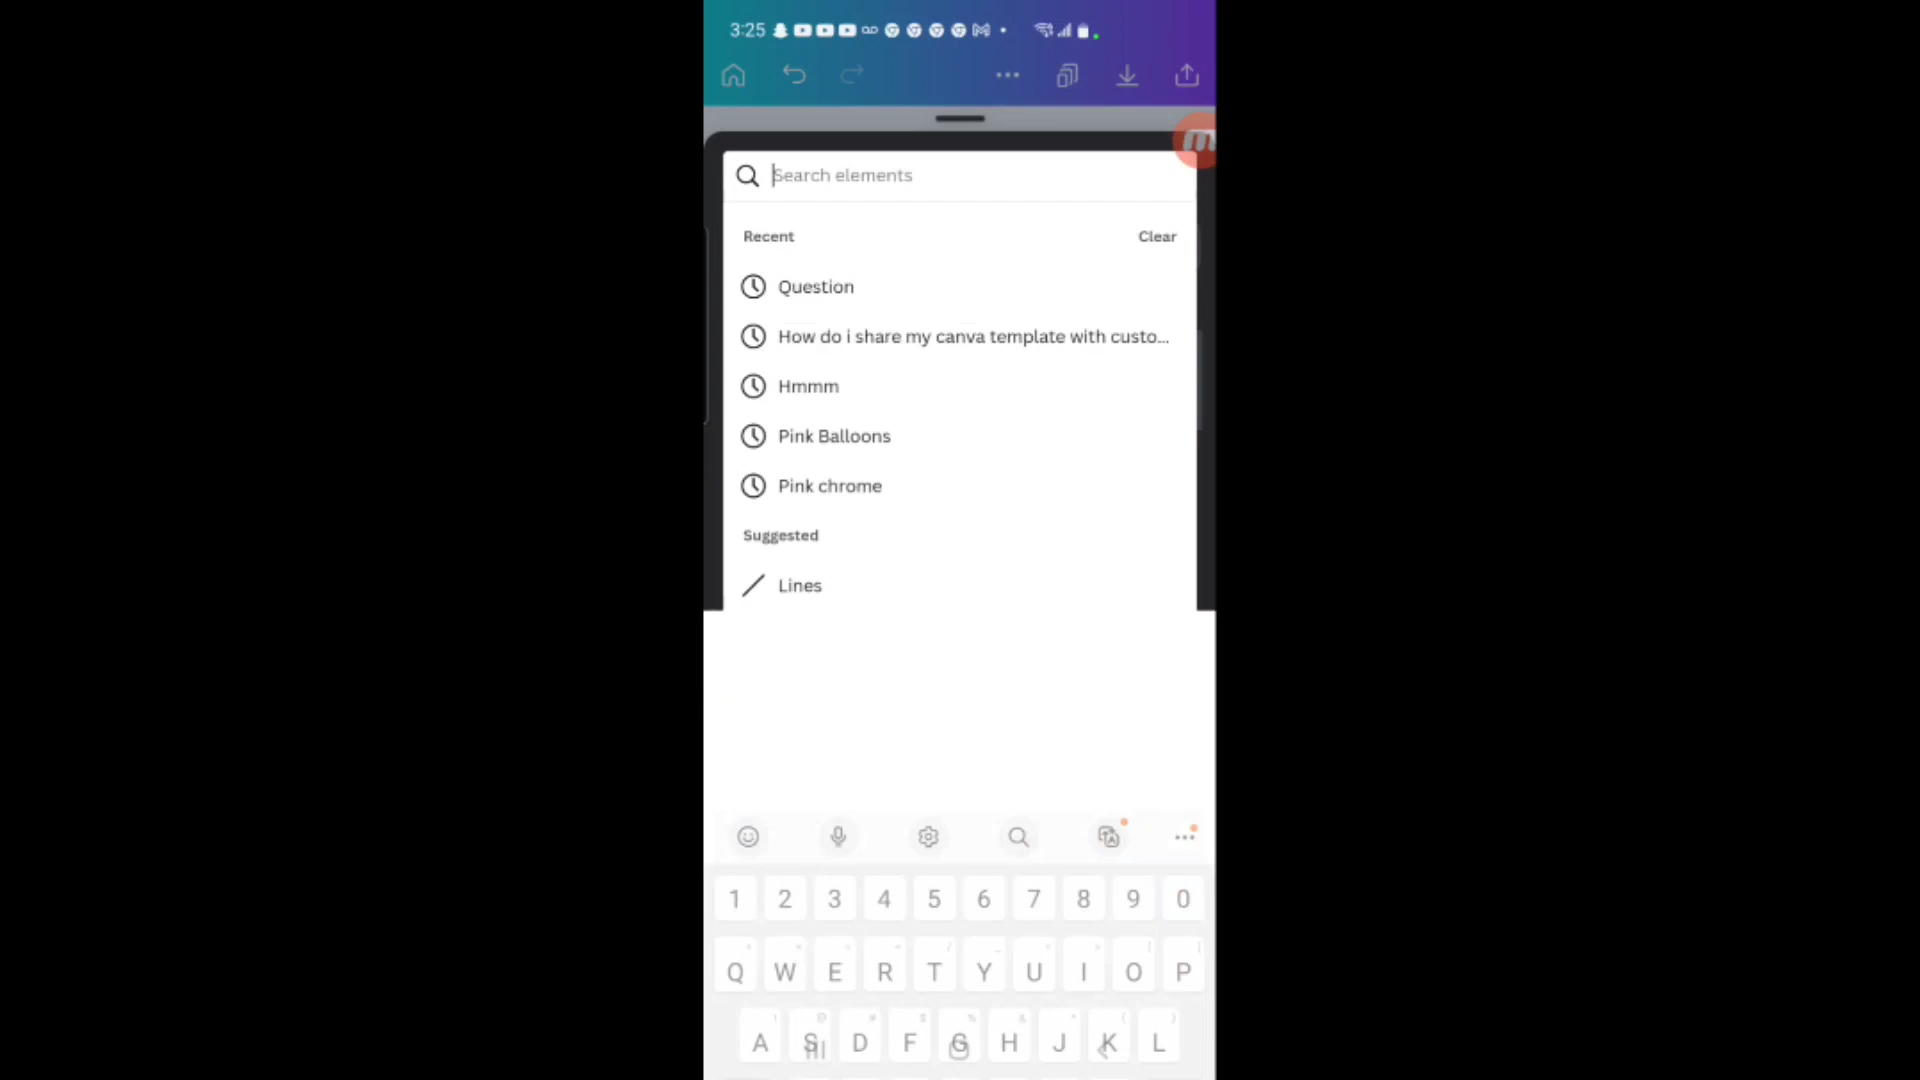 3:25
Search elements
Recent Clear
Question
How do i share my canva template with custo...
Hmmm
Pink Balloons
Pink chrome
Suggested
Lines
1 2 3 4 5 6 7 8 9 0
Q W E R T Y U I O P
A S D F G H J K L